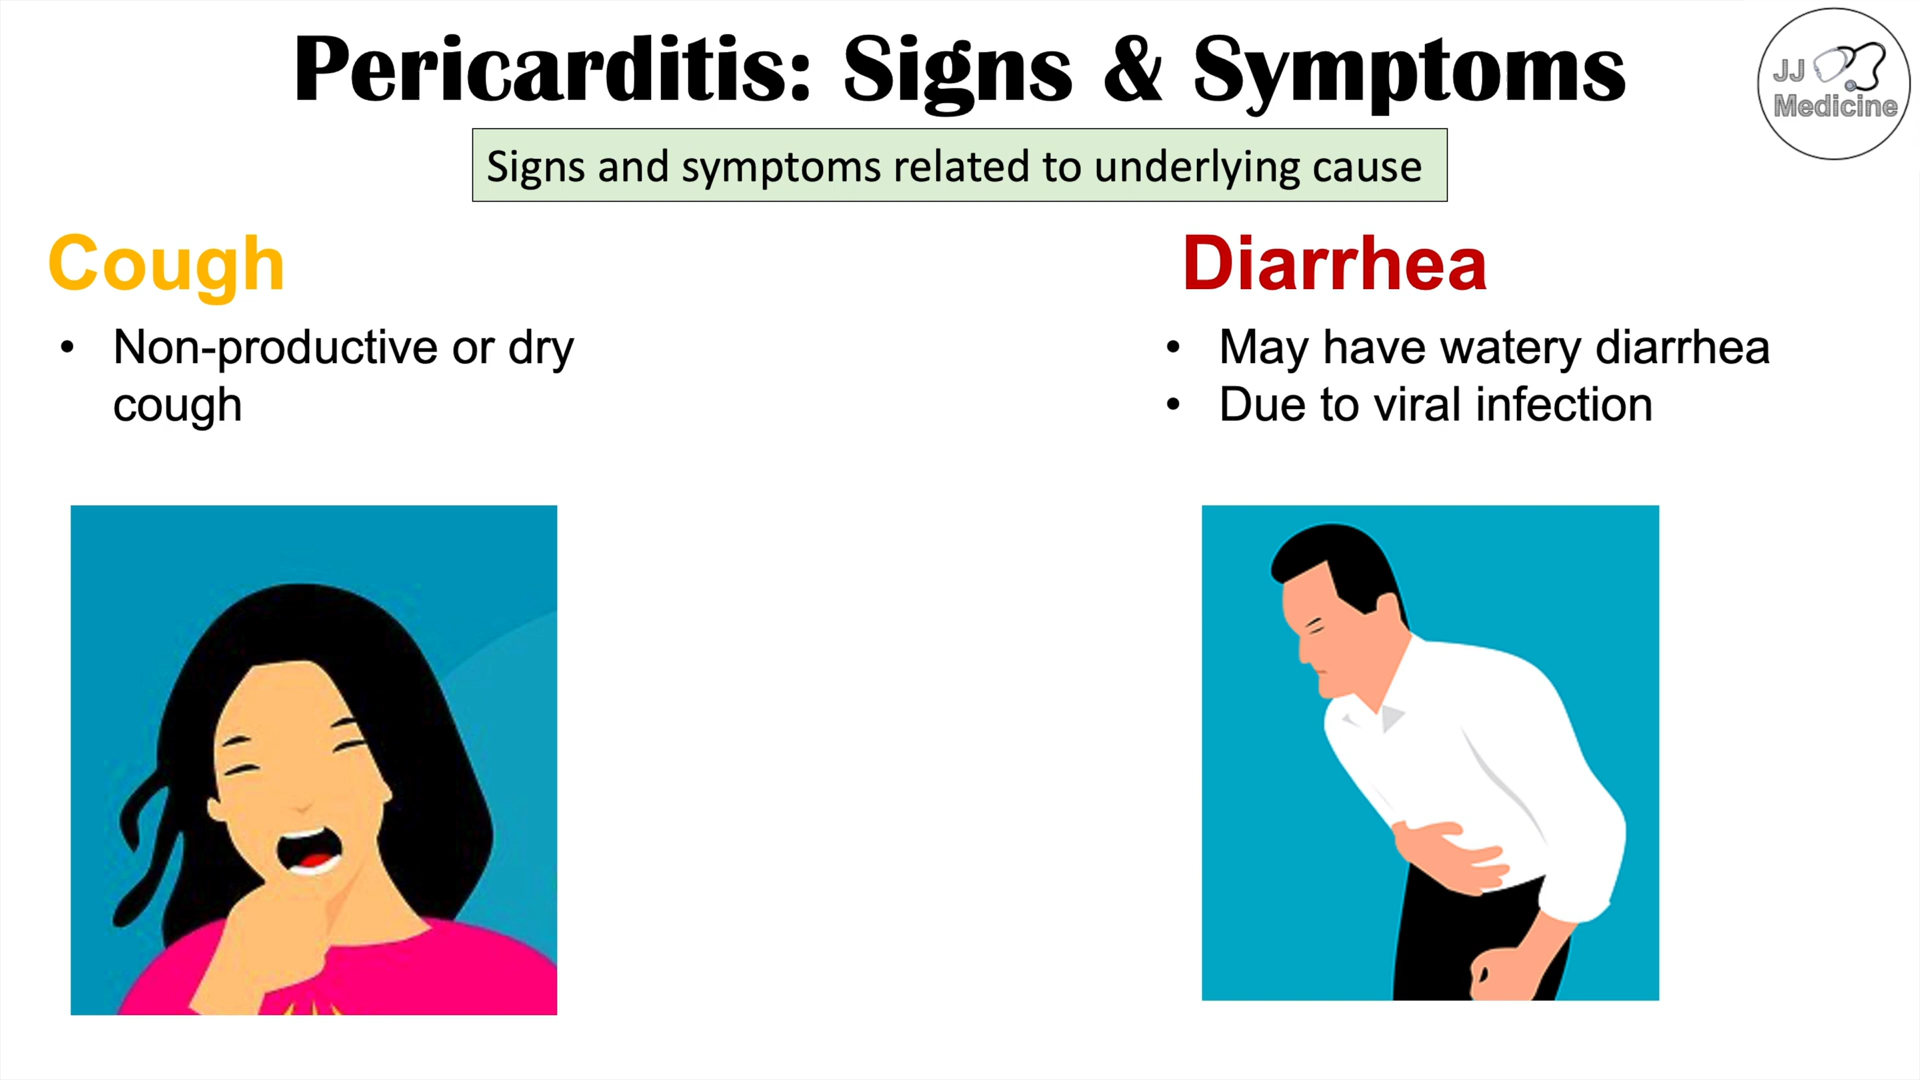 Pericarditis: Signs & Symptoms
JJ
Medicine
Signs and symptoms related to underlying cause
Cough
• Non-productive or dry
cough
Diarrhea
• May have watery diarrhea
• Due to viral infection